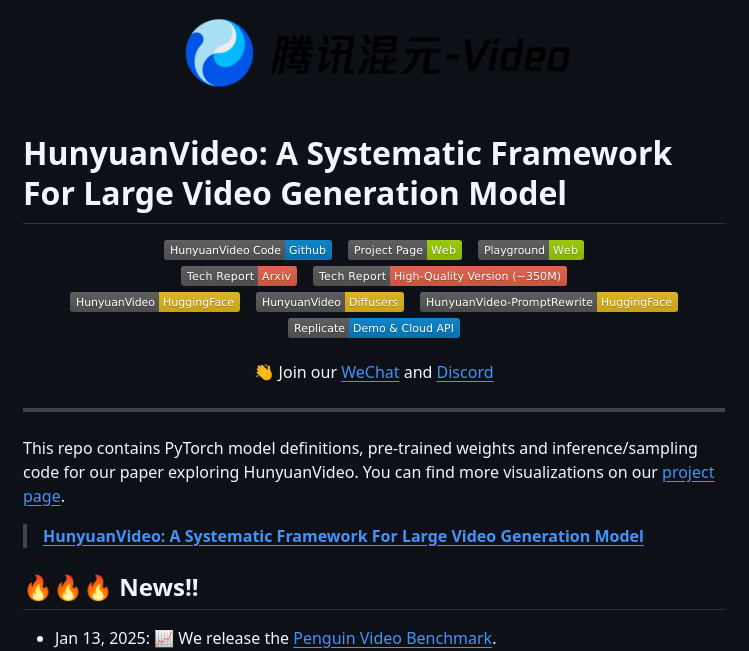 腾讯混元-Video
HunyuanVideo: A Systematic Framework
For Large Video Generation Model
HunyuanVideo Code Github Project Page Web Playground Web
Tech Report Arxiv Tech Report High-Quality Version (~350M)
HunyuanVideo HuggingFace HunyuanVideo Diffusers HunyuanVideo-PromptRewrite HuggingFace
Replicate Demo & Cloud API
👋 Join our WeChat and Discord
This repo contains PyTorch model definitions, pre-trained weights and inference/sampling
code for our paper exploring HunyuanVideo. You can find more visualizations on our project
page.
HunyuanVideo: A Systematic Framework For Large Video Generation Model
🔥🔥🔥 News!!
• Jan 13, 2025: 📈 We release the Penguin Video Benchmark.